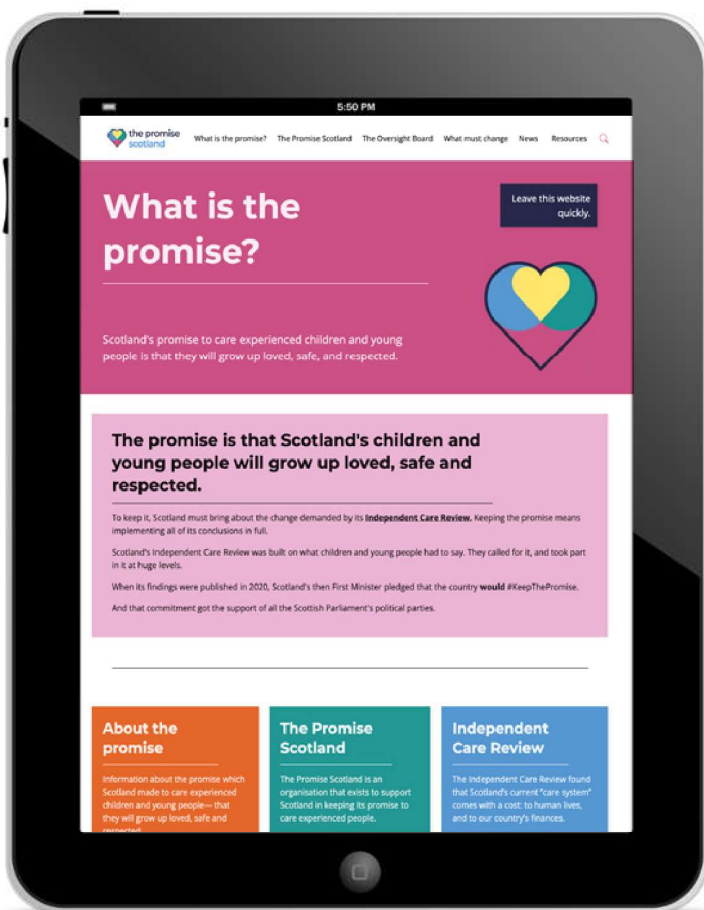 5:50 PM
the promise
scotland
What is the promise? The Promise Scotland The Oversight Board What must change News Resources
What is the
promise?
Leave this website
quickly.
Scotland's promise to care experienced children and young
people is that they will grow up loved, safe, and respected.
The promise is that Scotland's children and
young people will grow up loved, safe and
respected.
To keep it, Scotland must bring about the change demanded by its Independent Care Review. Keeping the promise means
implementing all of its conclusions in full.
Scotland's Independent Care Review was built on what children and young people had to say. They called for it, and took part
in it at huge levels.
When its findings were published in 2020, Scotland's then First Minister pledged that the country would #KeepThePromise.
And that commitment got the support of all the Scottish Parliament's political parties.
About the
promise
Information about the promise which
Scotland made to care experienced
children and young people— that
they will grow up loved, safe and
respected
The Promise
Scotland
The Promise Scotland is an
organisation that exists to support
Scotland in keeping its promise to
care experienced people.
Independent
Care Review
The Independent Care Review found
that Scotland's current "care system"
comes with a cost: to human lives,
and to our country's finances.